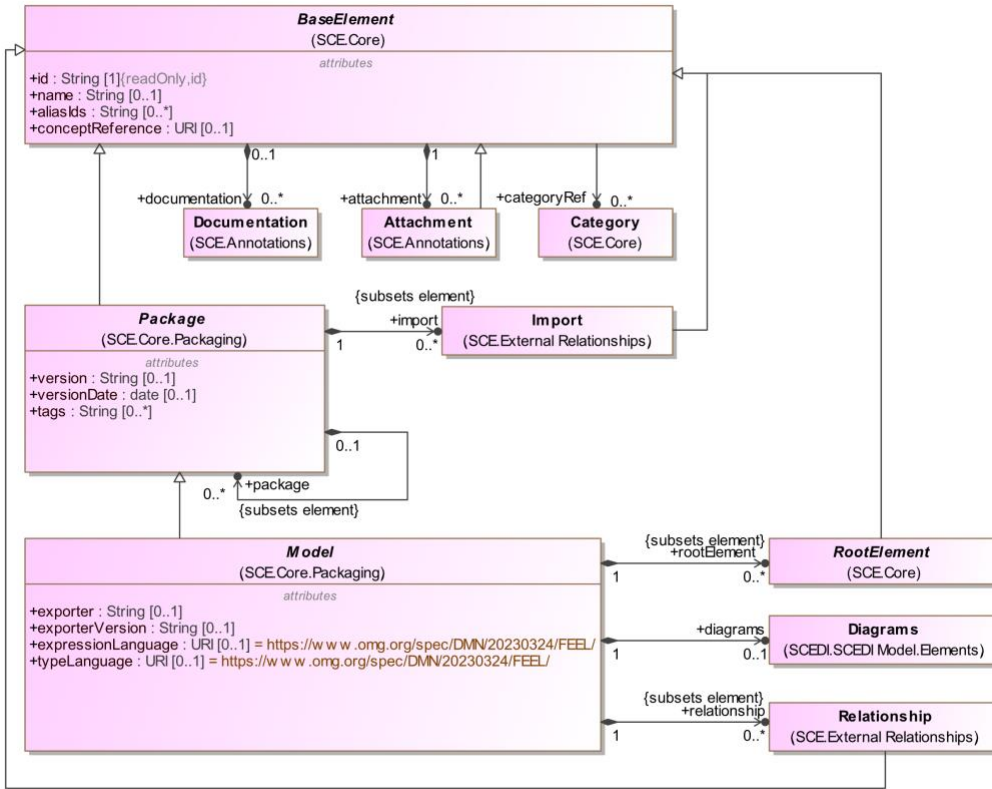 BaseElement
(SCE.Core)
attributes
+id : String [1]{readOnly,id}
+name : String [0..1]
+aliasIds : String [0..*]
+conceptReference : URI [0..1]
0..1
1
+documentation
0..*
+attachment
0..*
+categoryRef
0..*
Documentation
(SCE.Annotations)
Attachment
(SCE.Annotations)
Category
(SCE.Core)
Package
(SCE.Core.Packaging)
attributes
+version : String [0..1]
+versionDate : date [0..1]
+tags : String [0..*]
{subsets element}
+import
1
0..*
Import
(SCE.External Relationships)
0..1
0..*
+package
{subsets element}
Model
(SCE.Core.Packaging)
attributes
+exporter : String [0..1]
+exporterVersion : String [0..1]
+expressionLanguage : URI [0..1] = https://www.omg.org/spec/DMN/20230324/FEEL/
+typeLanguage : URI [0..1] = https://www.omg.org/spec/DMN/20230324/FEEL/
{subsets element}
+rootElement
1
0..*
RootElement
(SCE.Core)
+diagrams
1
0..1
Diagrams
(SCEDI.SCEDI Model.Elements)
{subsets element}
+relationship
1
0..*
Relationship
(SCE.External Relationships)